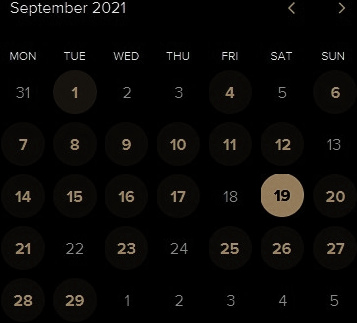 September 2021
MON TUE WED THU FRI SAT SUN
31 1 2 3 4 5 6
7 8 9 10 11 12 13
14 15 16 17 18 19 20
21 22 23 24 25 26 27
28 29 1 2 3 4 5